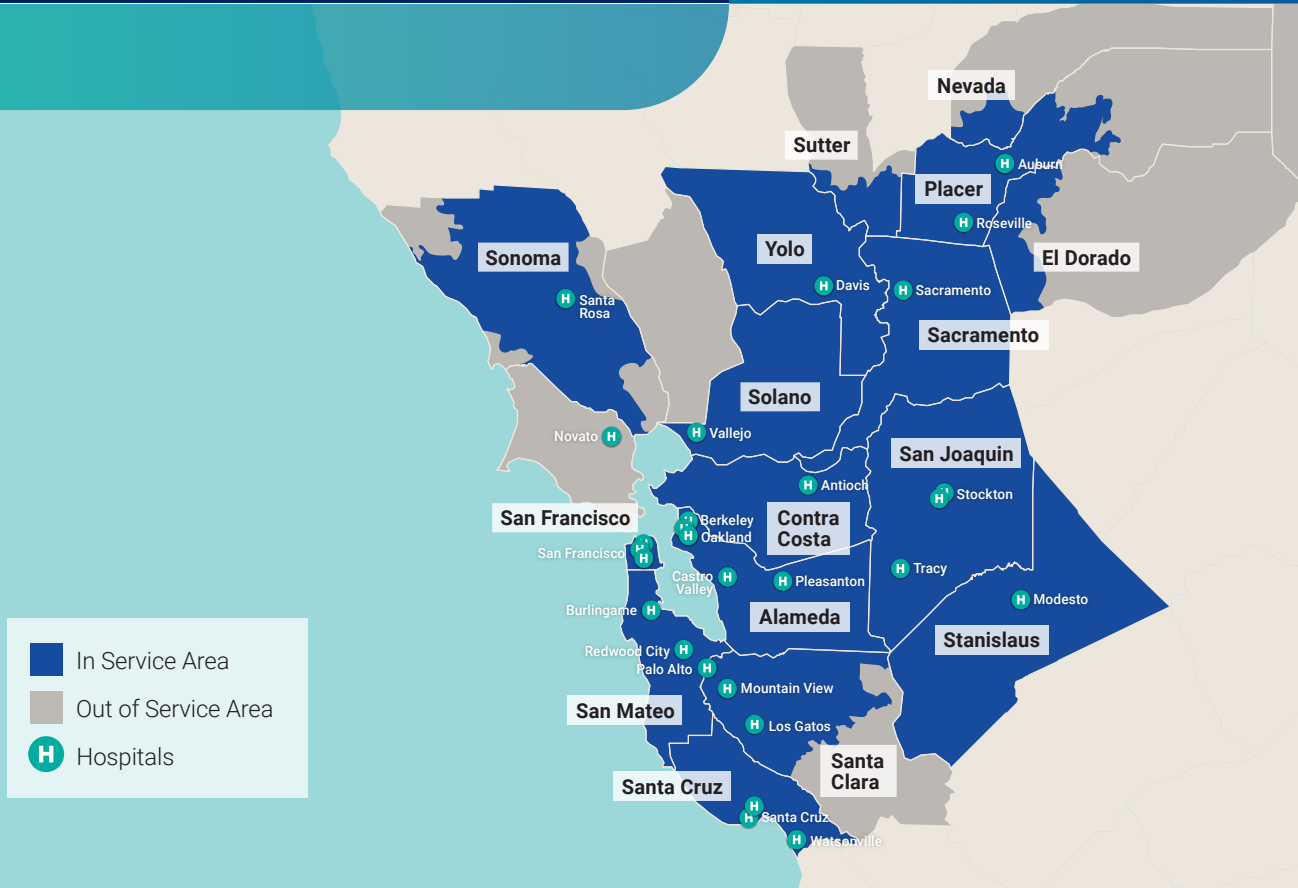 Nevada
Sutter
H Auburn
Placer
H Roseville
Yolo
Sonoma
El Dorado
H Davis
H Sacramento
H Santa
Rosa
Sacramento
Solano
Novato H
H Vallejo
San Joaquin
H Antioch
H
H Stockton
San Francisco
Contra
Costa
H Berkeley
H
H Oakland
San Francisco H
H
H
H Tracy
Castro
Valley H
H Pleasanton
H Modesto
Burlingame H
Alameda
Stanislaus
Redwood City H
Palo Alto H
H Mountain View
San Mateo
H Los Gatos
Santa
Clara
Santa Cruz
H
H Santa Cruz
H Watsonville
In Service Area
Out of Service Area
H Hospitals